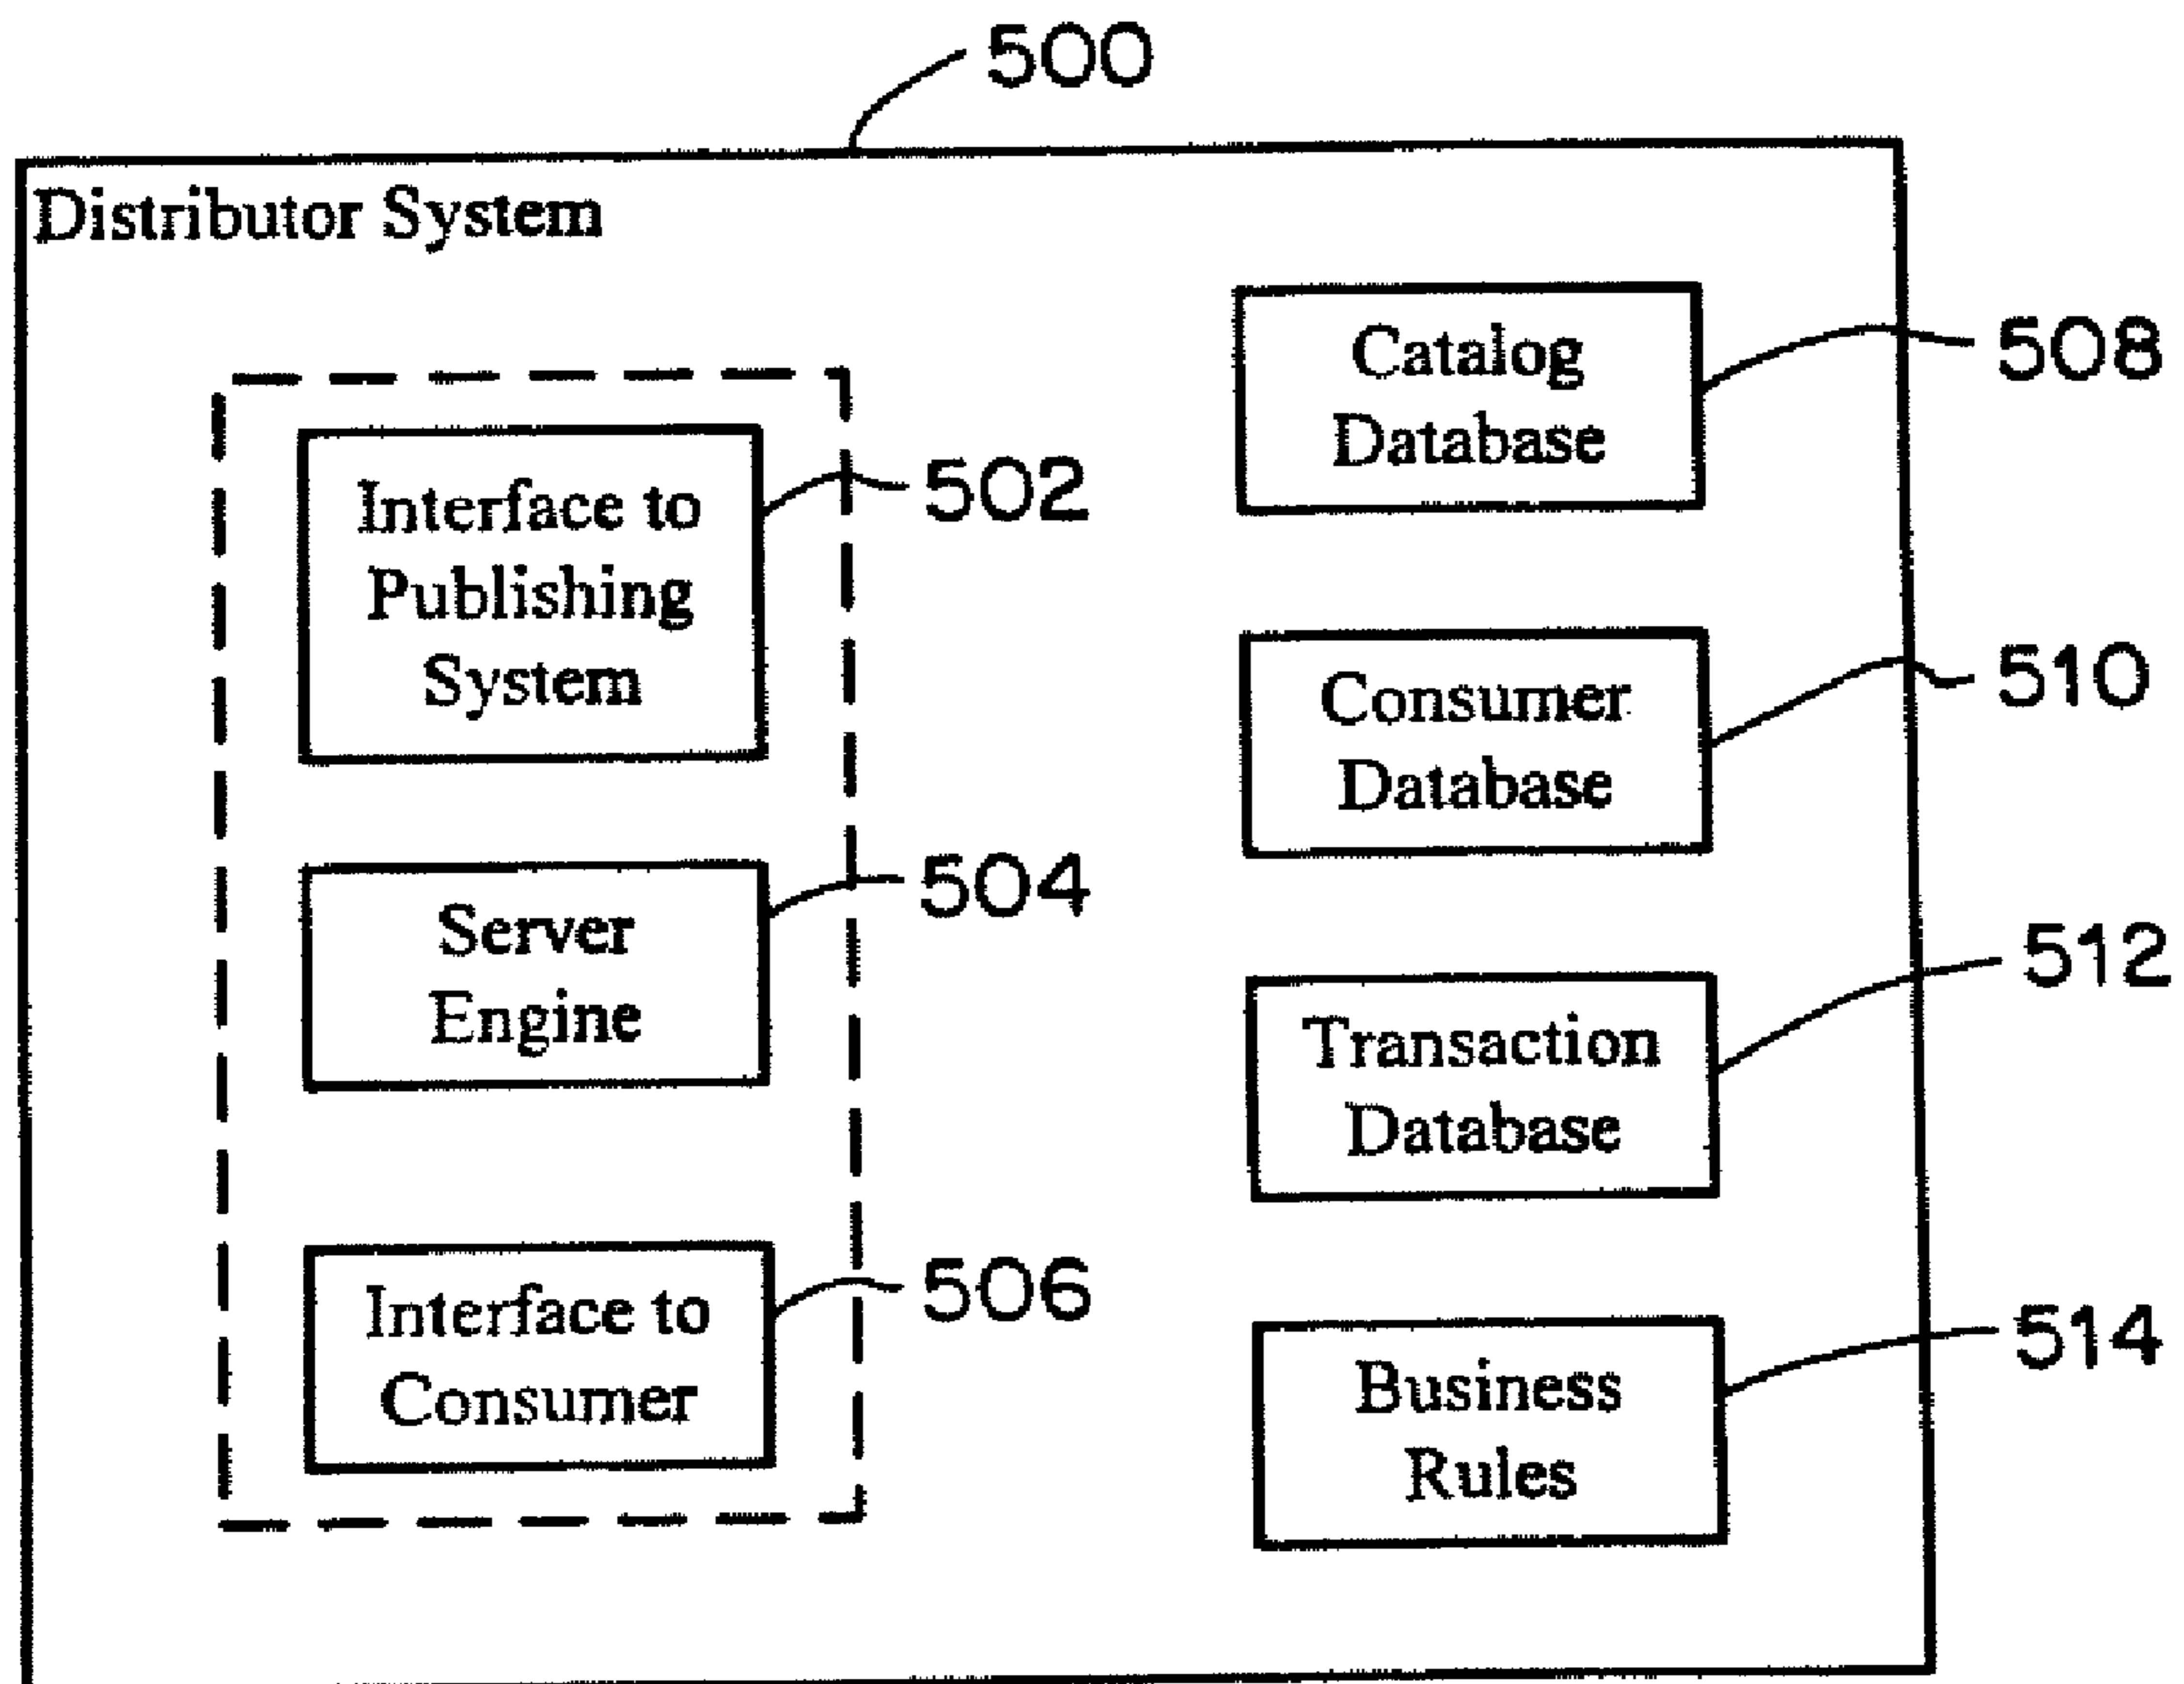 500
Distributor System
Interface to
Publishing
System
502
Server
Engine
504
Interface to
Consumer
506
Catalog
Database
508
Consumer
Database
510
Transaction
Database
512
Business
Rules
514